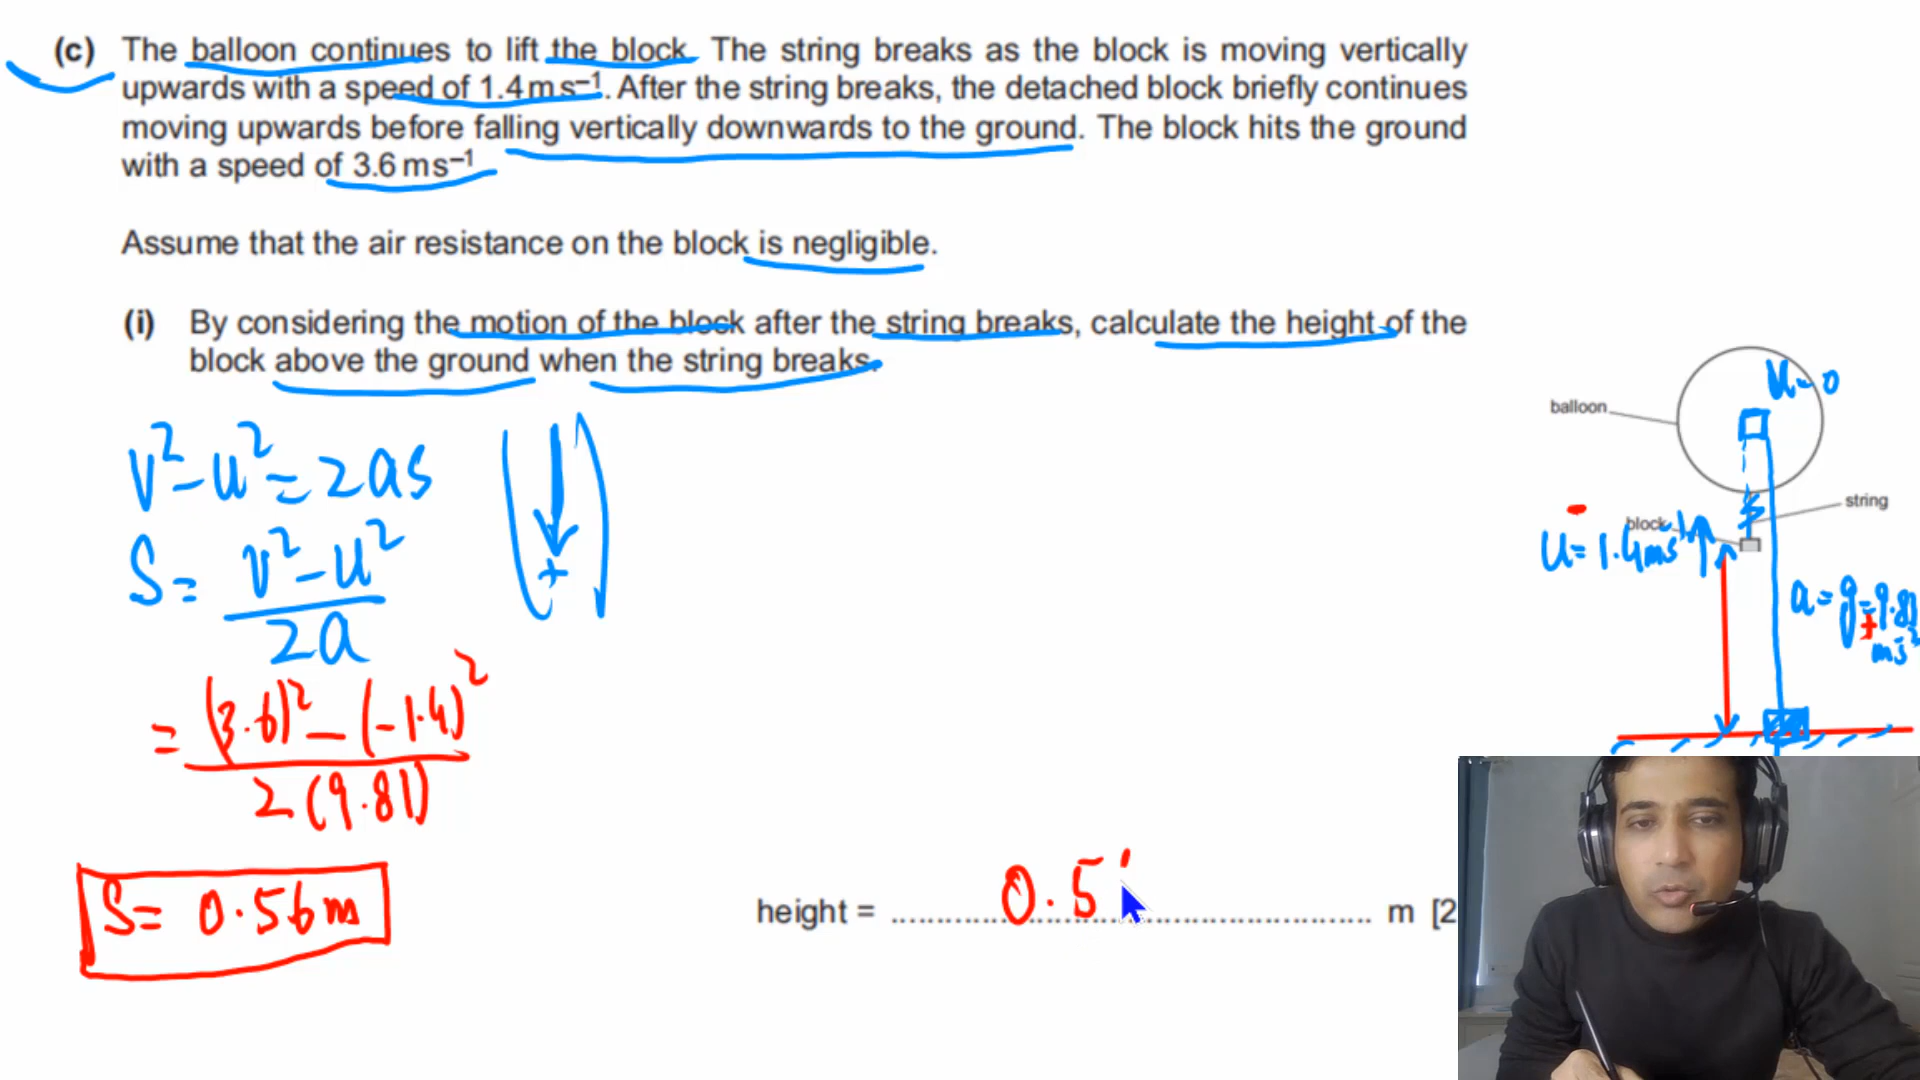 (c) The balloon continues to lift the block. The string breaks as the block is moving vertically
upwards with a speed of 1.4 m s⁻¹. After the string breaks, the detached block briefly continues
moving upwards before falling vertically downwards to the ground. The block hits the ground
with a speed of 3.6 m s⁻¹
Assume that the air resistance on the block is negligible.
(i) By considering the motion of the block after the string breaks, calculate the height of the
block above the ground when the string breaks.
v² - u² = 2as
S = v² - u² / 2a
= (3.6)² - (-1.4)² / 2(9.81)
S = 0.56 m
+
height = 0.5 m [2
u = 0
balloon
string
block
u = 1.4 ms⁻¹
a = g = 9.81
+
ms⁻²